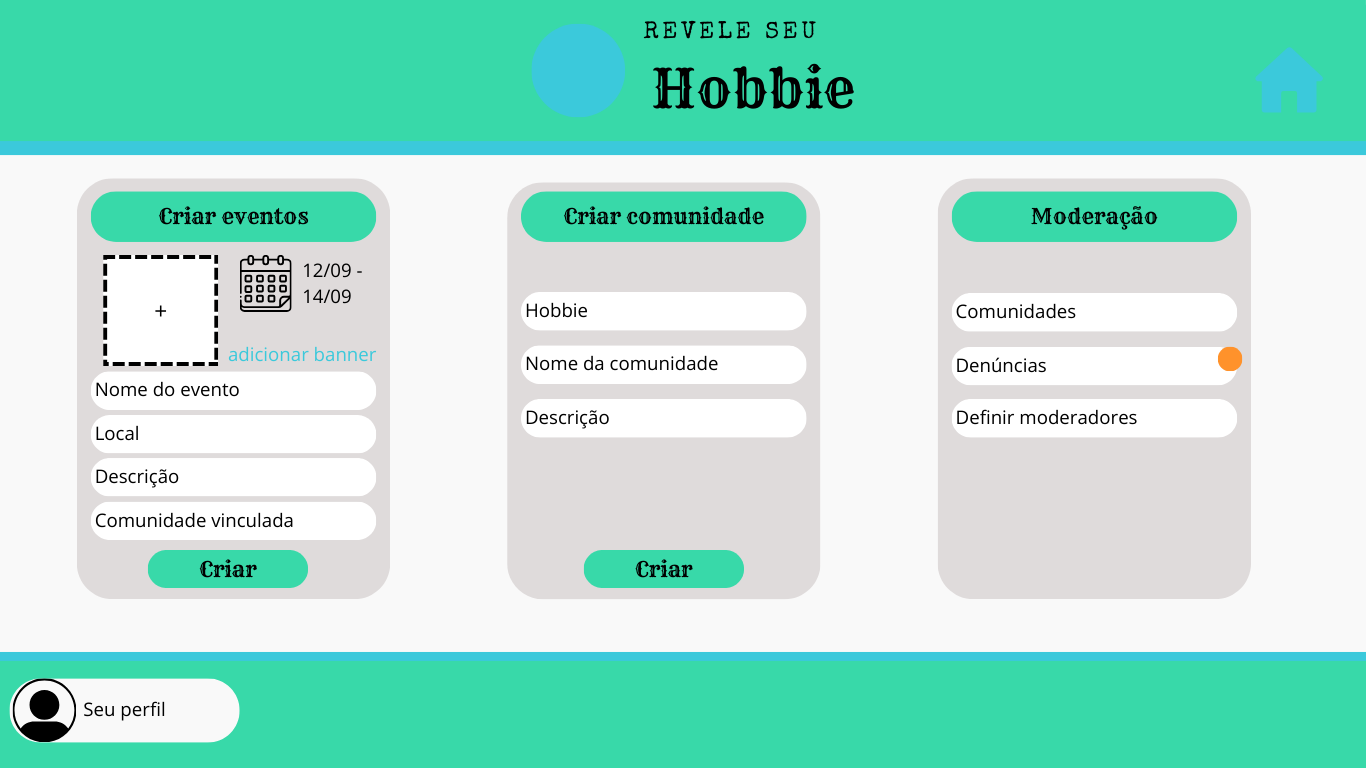 REVELE SEU
Hobbie
Criar eventos
+
12/09 -
14/09
adicionar banner
Nome do evento
Local
Descrição
Comunidade vinculada
Criar
Criar comunidade
Hobbie
Nome da comunidade
Descrição
Criar
Moderação
Comunidades
Denúncias
Definir moderadores
Seu perfil